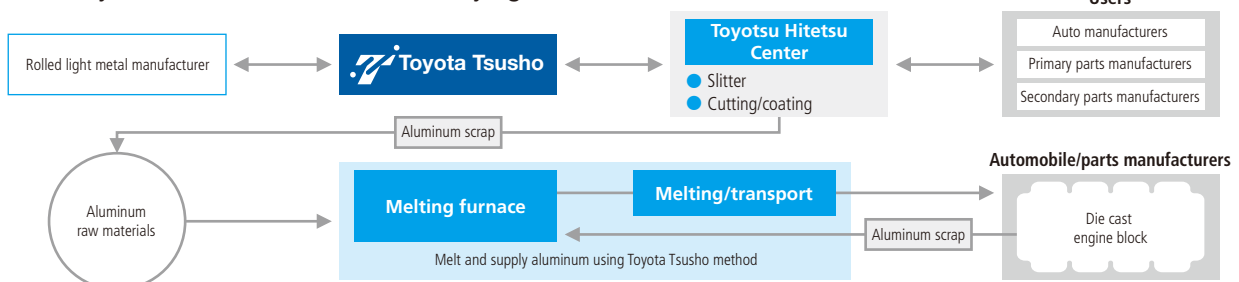 Users
Rolled light metal manufacturer
Toyota Tsusho
Toyotsu Hitetsu
Center
Slitter
Cutting/coating
Auto manufacturers
Primary parts manufacturers
Secondary parts manufacturers
Aluminum scrap
Automobile/parts manufacturers
Aluminum
raw materials
Melting furnace
Melting/transport
Aluminum scrap
Die cast
engine block
Melt and supply aluminum using Toyota Tsusho method